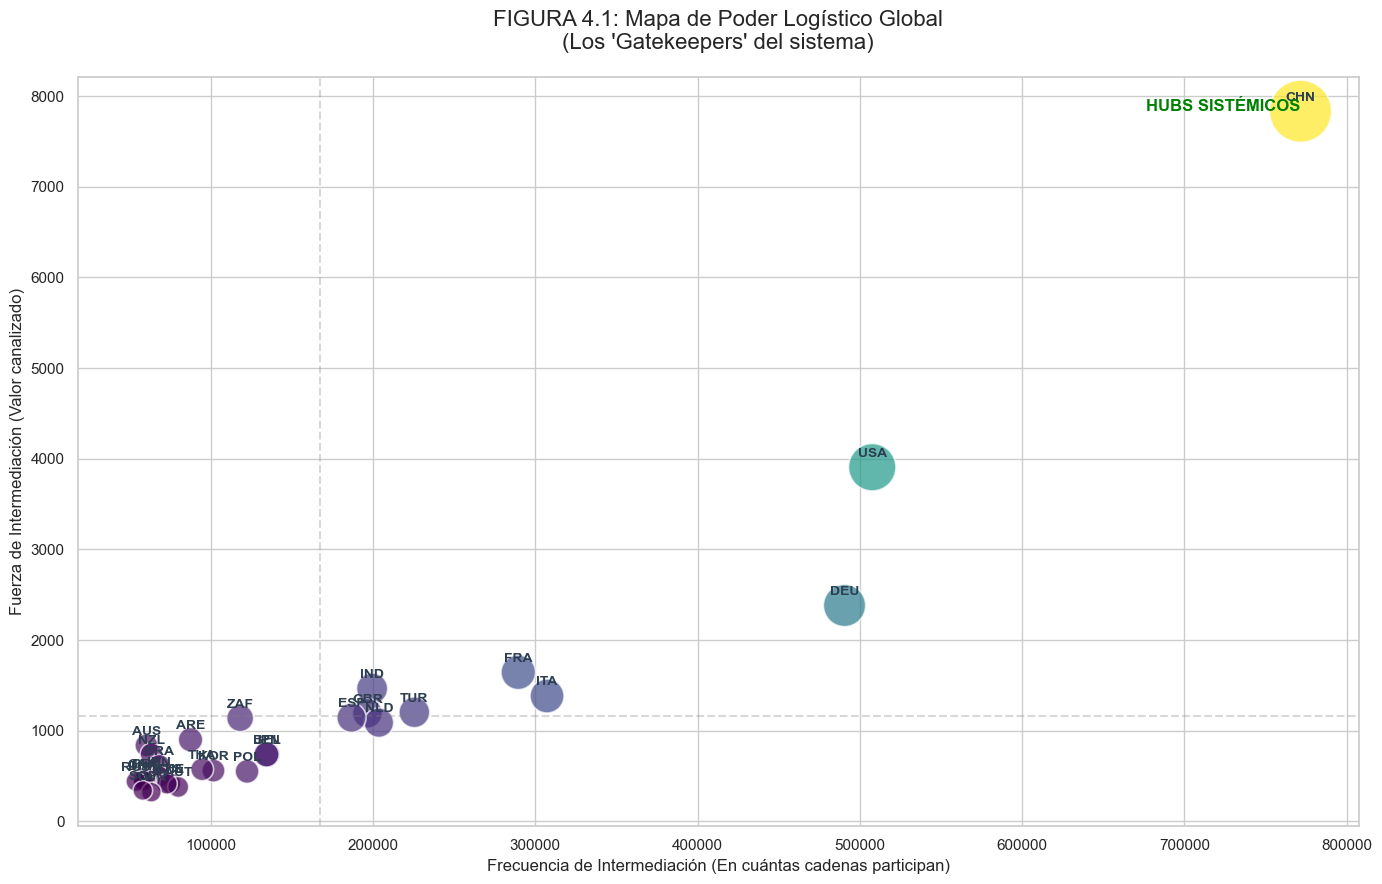 FIGURA 4.1: Mapa de Poder Logístico Global
(Los 'Gatekeepers' del sistema)
8000
7000
6000
5000
4000
3000
2000
1000
0
Fuerza de Intermediación (Valor canalizado)
CHN
HUBS SISTÉMICOS
USA
DEU
FRA
ITA
IND
TUR
ESP
GBR
NLD
ZAF
ARE
AUS
NZL
THA
KOR
POL
100000
200000
300000
400000
500000
600000
700000
800000
Frecuencia de Intermediación (En cuántas cadenas participan)